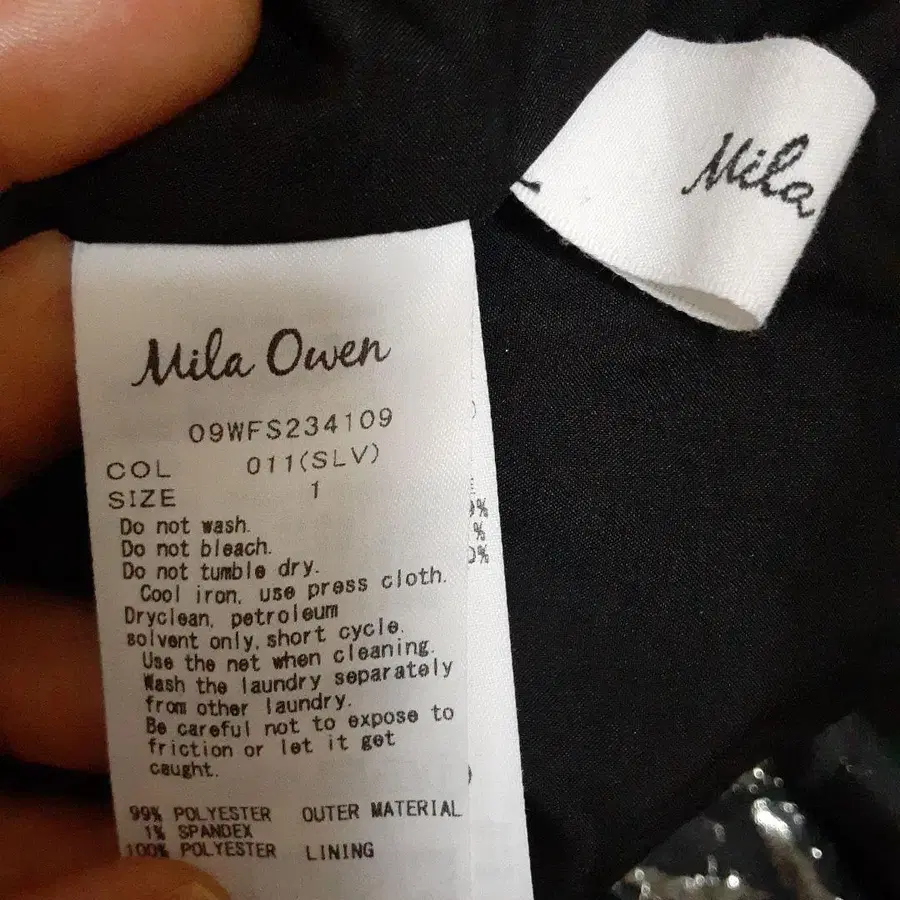 Mila
Mila Owen
09WFS234109
COL 011(SLV)
SIZE 1
Do not wash.
Do not bleach.
Do not tumble dry.
Cool iron, use press cloth.
Dryclean, petroleum
solvent only, short cycle.
Use the net when cleaning.
Wash the laundry separately
from other laundry.
Be careful not to expose to
friction or let it get
caught.
99% POLYESTER OUTER MATERIAL
1% SPANDEX
100% POLYESTER LINING